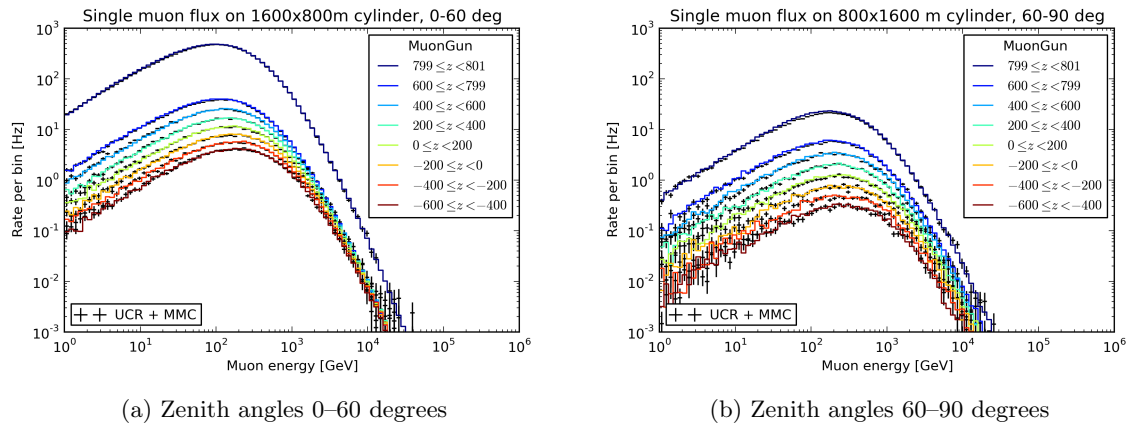 Single muon flux on 1600x800m cylinder, 0-60 deg
10^3
10^2
10^1
10^0
10^-1
10^-2
10^-3
Rate per bin [Hz]
MuonGun
799 ≤z <801
600 ≤z <799
400 ≤z <600
200 ≤z <400
0 ≤z <200
−200 ≤z <0
−400 ≤z <−200
−600 ≤z <−400
UCR + MMC
10^0 10^1 10^2 10^3 10^4 10^5 10^6
Muon energy [GeV]
(a) Zenith angles 0–60 degrees
Single muon flux on 800x1600 m cylinder, 60-90 deg
10^3
10^2
10^1
10^0
10^-1
10^-2
10^-3
Rate per bin [Hz]
MuonGun
799 ≤z <801
600 ≤z <799
400 ≤z <600
200 ≤z <400
0 ≤z <200
−200 ≤z <0
−400 ≤z <−200
−600 ≤z <−400
UCR + MMC
10^0 10^1 10^2 10^3 10^4 10^5 10^6
Muon energy [GeV]
(b) Zenith angles 60–90 degrees